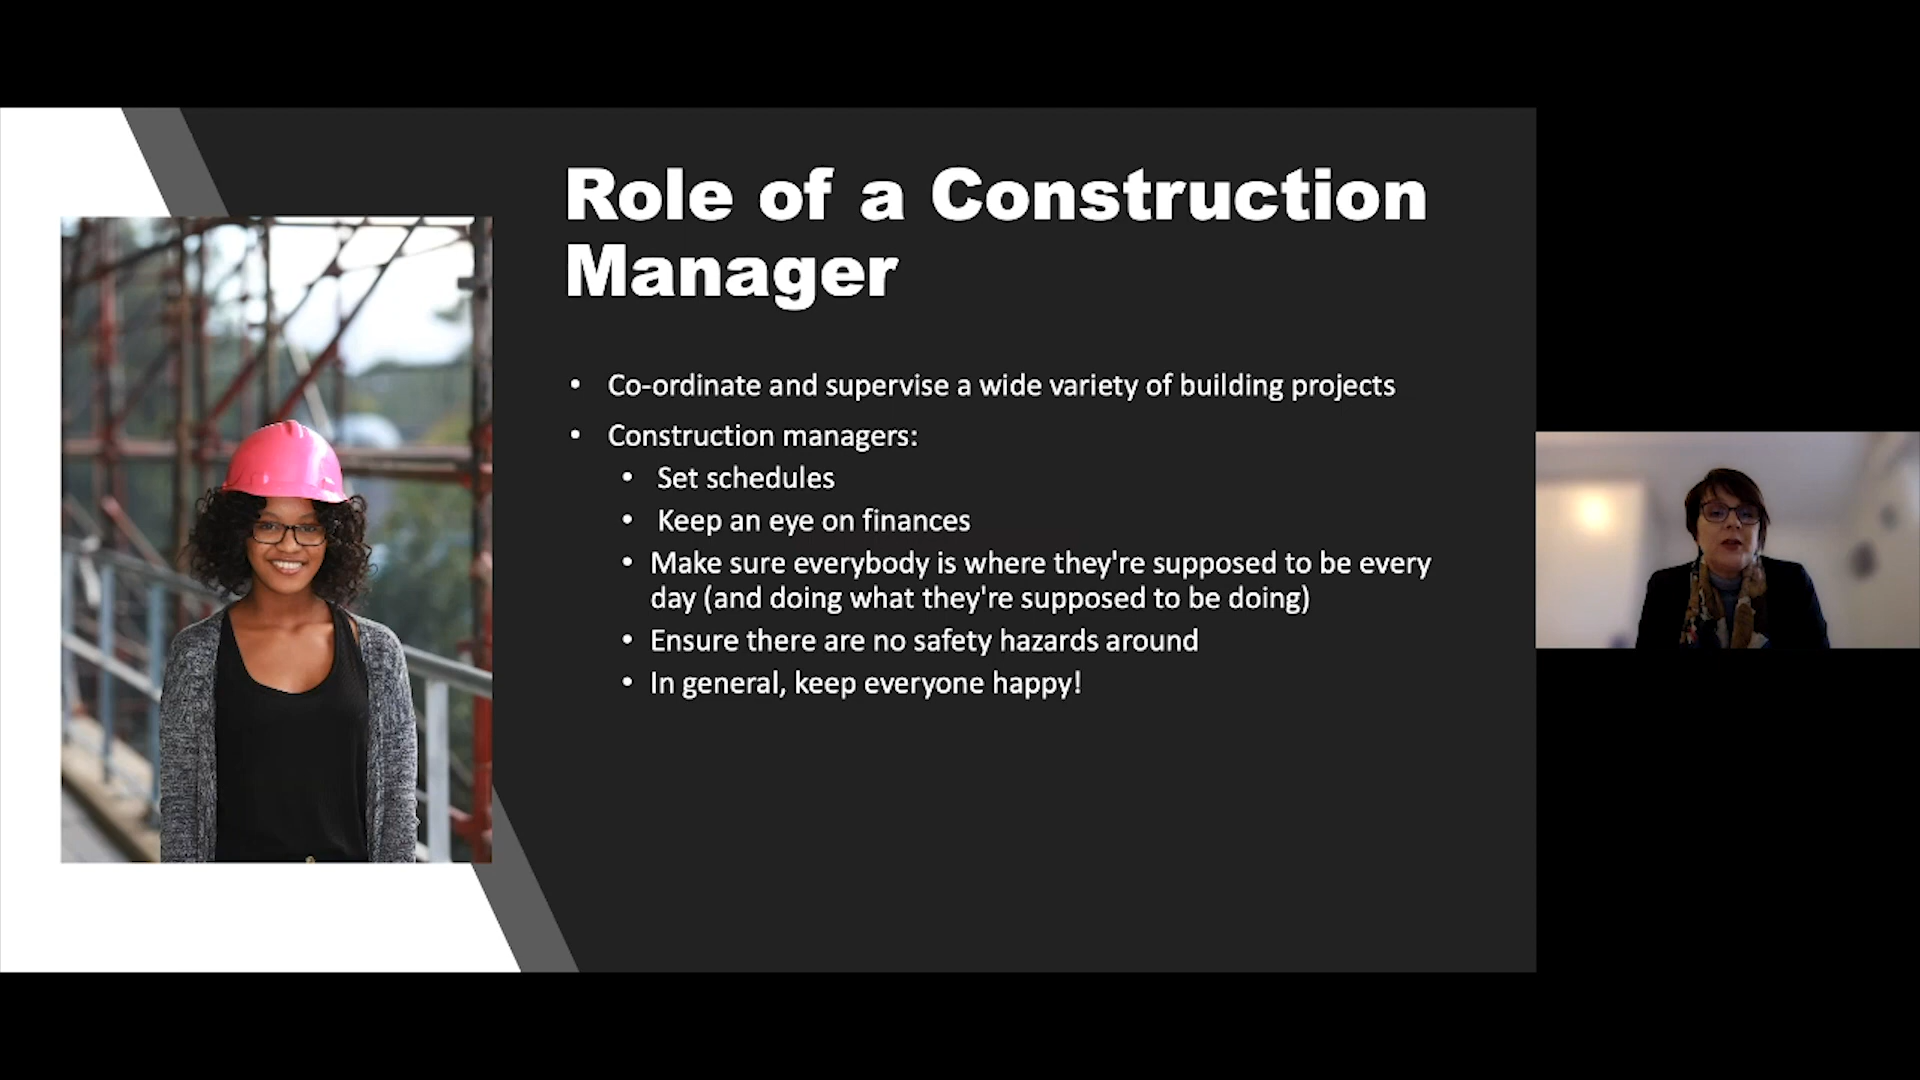 Role of a Construction
Manager
• Co-ordinate and supervise a wide variety of building projects
• Construction managers:
• Set schedules
• Keep an eye on finances
• Make sure everybody is where they're supposed to be every
day (and doing what they're supposed to be doing)
• Ensure there are no safety hazards around
• In general, keep everyone happy!